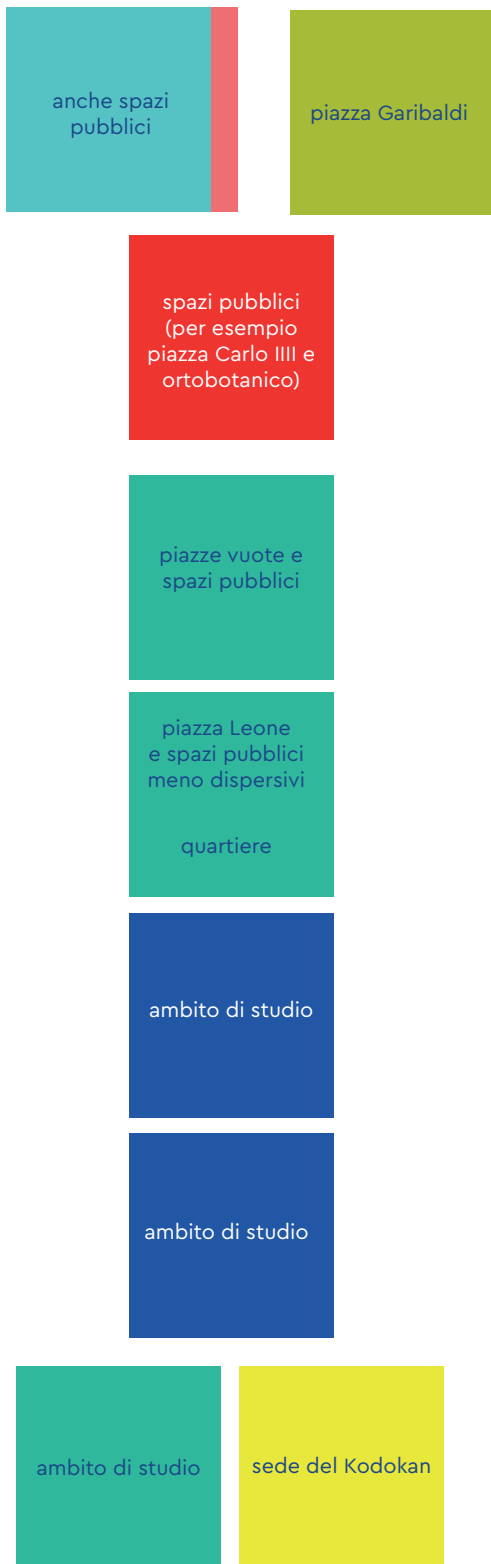 anche spazi
pubblici
piazza Garibaldi
spazi pubblici
(per esempio
piazza Carlo IIII e
ortobotanico)
piazze vuote e
spazi pubblici
piazza Leone
e spazi pubblici
meno dispersivi
quartiere
ambito di studio
ambito di studio
ambito di studio
sede del Kodokan